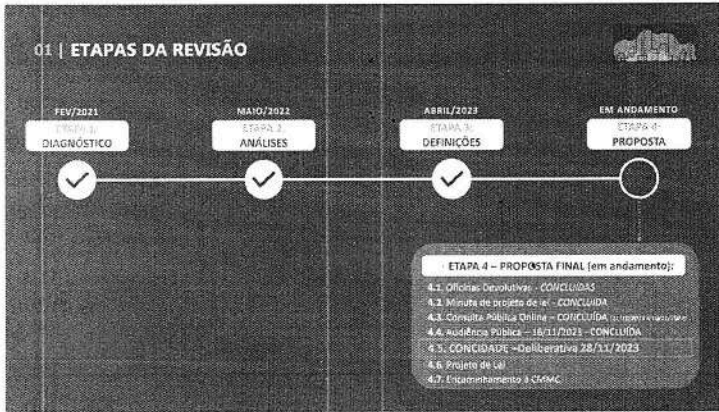 01 | ETAPAS DA REVISÃO
FEV/2021
ETAPA 1:
DIAGNÓSTICO
MAIO/2022
ETAPA 2:
ANÁLISES
ABRIL/2023
ETAPA 3:
DEFINIÇÕES
EM ANDAMENTO
ETAPA 4:
PROPOSTA
ETAPA 4 – PROPOSTA FINAL (em andamento):
4.1. Oficinas Devolutivas - CONCLUÍDAS
4.2. Minuta de projeto de lei - CONCLUÍDA
4.3. Consulta Pública Online – CONCLUÍDA
4.4. Audiência Pública – 16/11/2023 - CONCLUÍDA
4.5. CONCIDADE –Deliberativa 28/11/2023
4.6. Projeto de Lei
4.7. Encaminhamento à CMMC